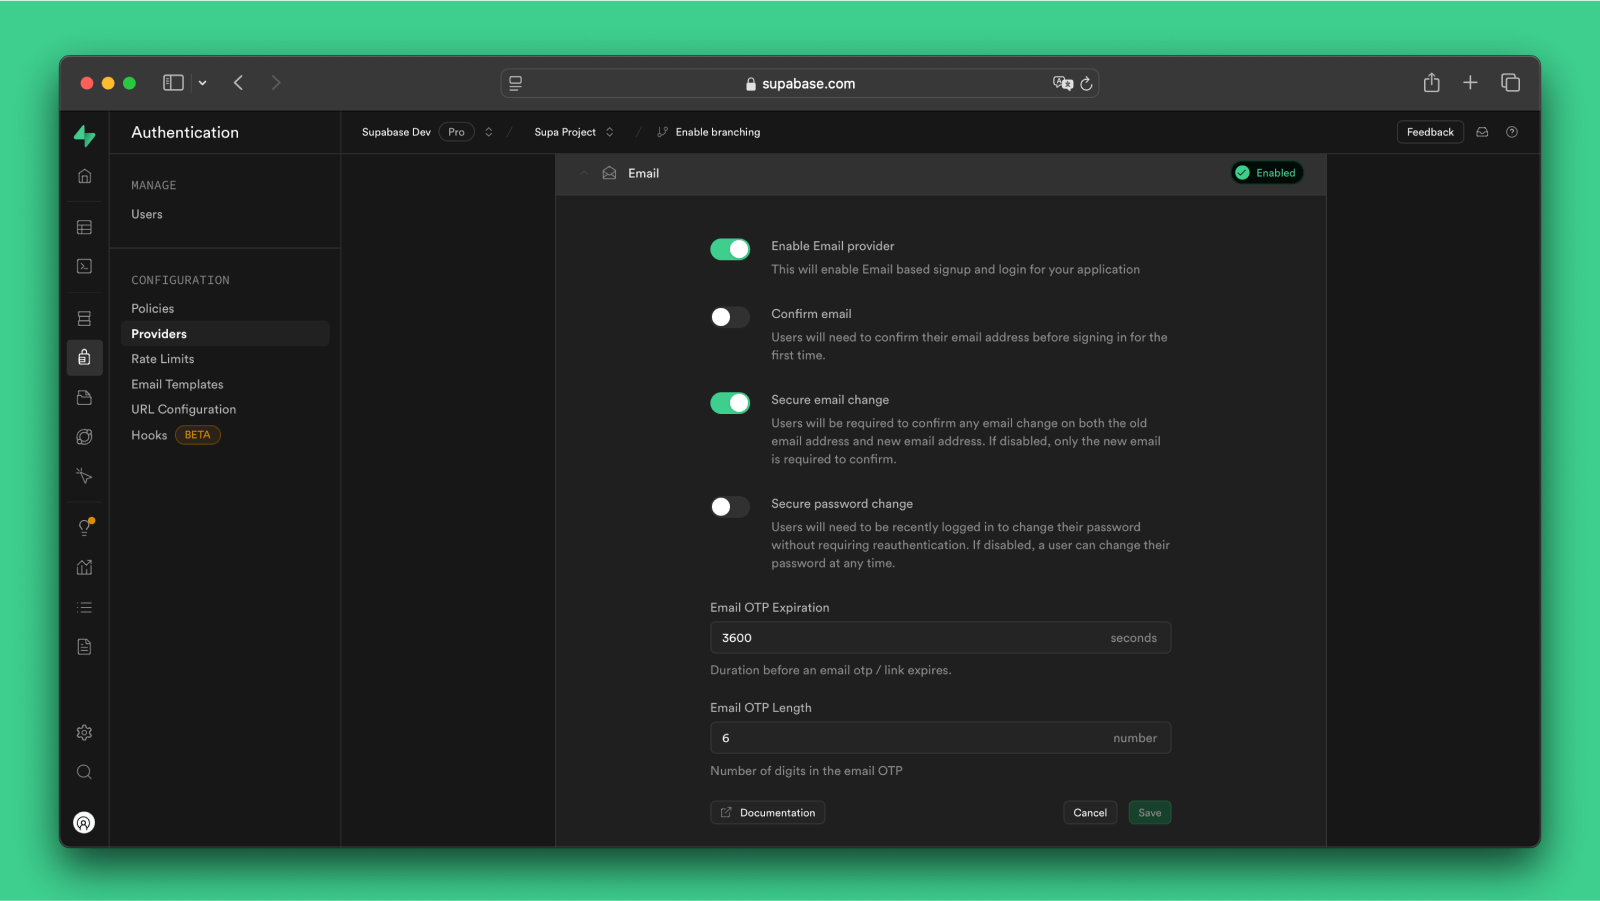 supabase.com
Authentication
Supabase Dev Pro / Supa Project / Enable branching
Feedback
MANAGE
Users
CONFIGURATION
Policies
Providers
Rate Limits
Email Templates
URL Configuration
Hooks BETA
Email
Enabled
Enable Email provider
This will enable Email based signup and login for your application
Confirm email
Users will need to confirm their email address before signing in for the
first time.
Secure email change
Users will be required to confirm any email change on both the old
email address and new email address. If disabled, only the new email
is required to confirm.
Secure password change
Users will need to be recently logged in to change their password
without requiring reauthentication. If disabled, a user can change their
password at any time.
Email OTP Expiration
3600 seconds
Duration before an email otp / link expires.
Email OTP Length
6 number
Number of digits in the email OTP
Documentation
Cancel
Save